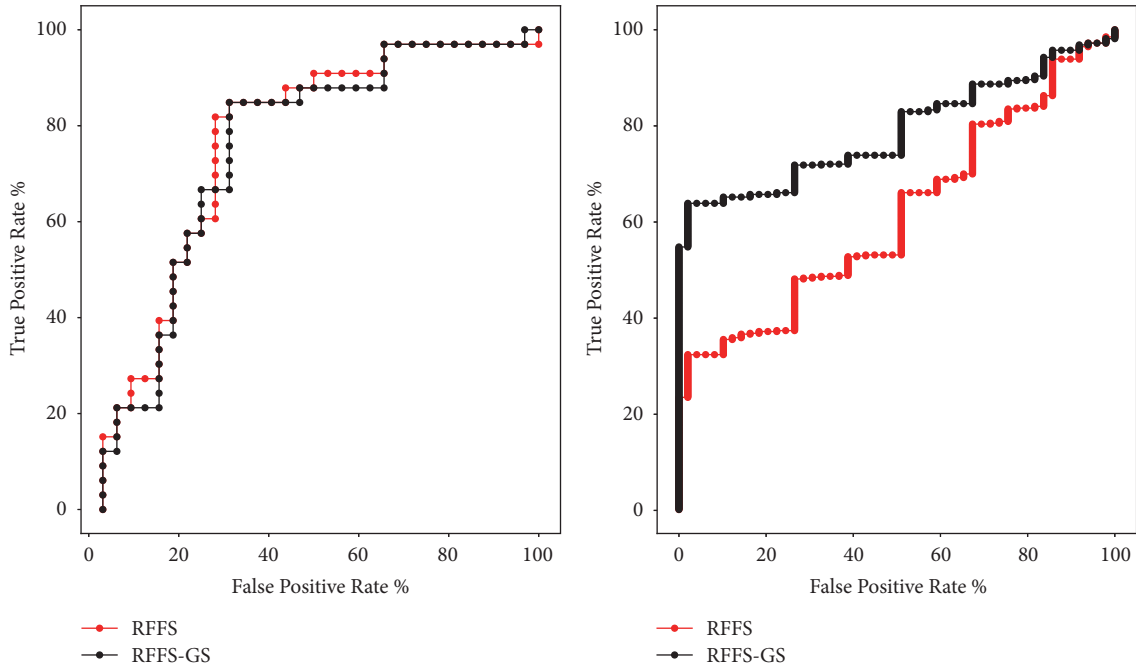 100
80
60
40
20
0
True Positive Rate %
0 20 40 60 80 100
False Positive Rate %
RFFS
RFFS-GS
100
80
60
40
20
0
True Positive Rate %
0 20 40 60 80 100
False Positive Rate %
RFFS
RFFS-GS